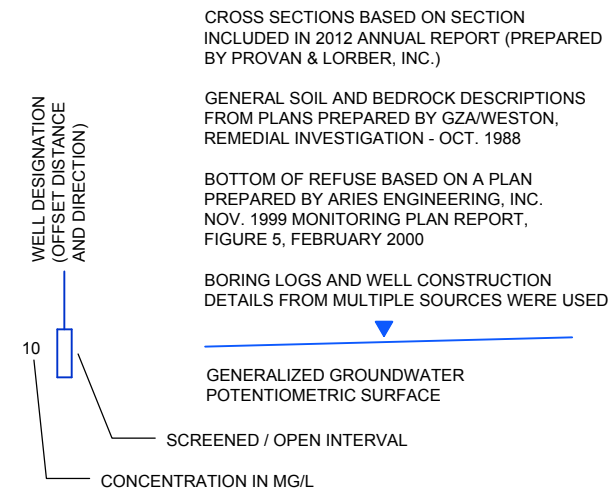 CROSS SECTIONS BASED ON SECTION
INCLUDED IN 2012 ANNUAL REPORT (PREPARED
BY PROVAN & LORBER, INC.)
GENERAL SOIL AND BEDROCK DESCRIPTIONS
FROM PLANS PREPARED BY GZA/WESTON,
REMEDIAL INVESTIGATION - OCT. 1988
BOTTOM OF REFUSE BASED ON A PLAN
PREPARED BY ARIES ENGINEERING, INC.
NOV. 1999 MONITORING PLAN REPORT,
FIGURE 5, FEBRUARY 2000
BORING LOGS AND WELL CONSTRUCTION
DETAILS FROM MULTIPLE SOURCES WERE USED
WELL DESIGNATION
(OFFSET DISTANCE
AND DIRECTION)
10
GENERALIZED GROUNDWATER
POTENTIOMETRIC SURFACE
SCREENED / OPEN INTERVAL
CONCENTRATION IN MG/L